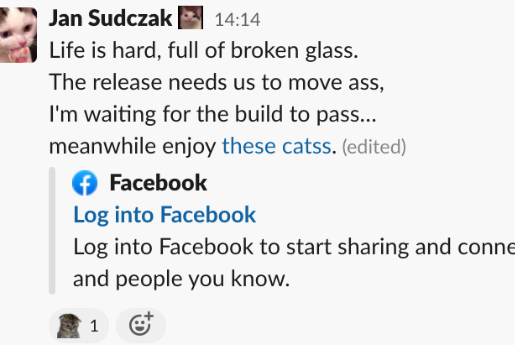 Jan Sudczak 14:14
Life is hard, full of broken glass.
The release needs us to move ass,
I'm waiting for the build to pass...
meanwhile enjoy these catss. (edited)
Facebook
Log into Facebook
Log into Facebook to start sharing and conne
and people you know.
1